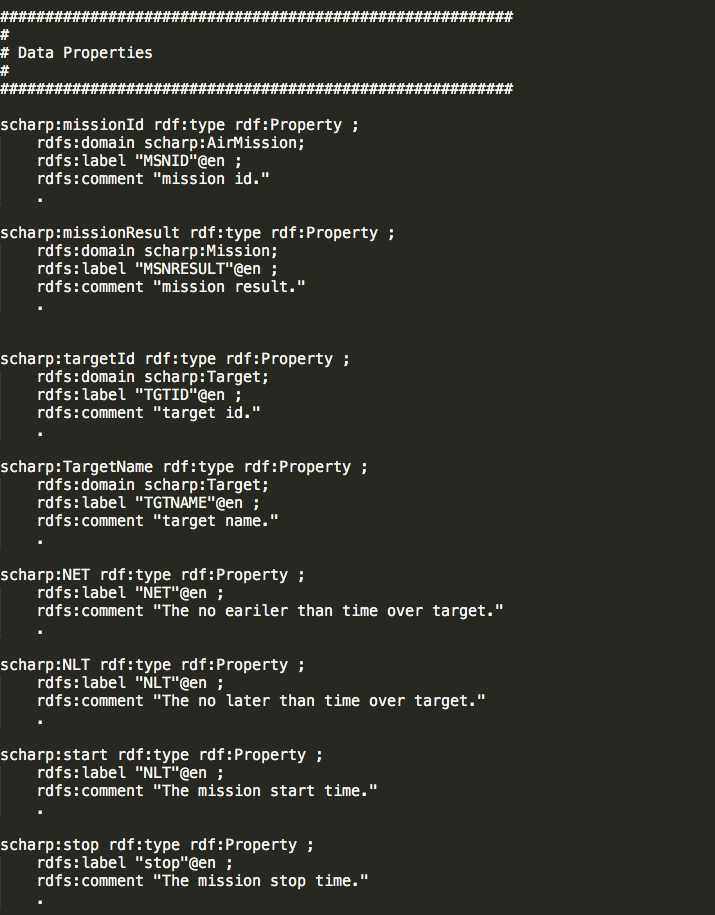 #########################################################
#
# Data Properties
#
#########################################################
scharp:missionId rdf:type rdf:Property ;
rdfs:domain scharp:AirMission;
rdfs:label "MSNID"@en ;
rdfs:comment "mission id."
.
scharp:missionResult rdf:type rdf:Property ;
rdfs:domain scharp:Mission;
rdfs:label "MSNRESULT"@en ;
rdfs:comment "mission result."
.
scharp:targetId rdf:type rdf:Property ;
rdfs:domain scharp:Target;
rdfs:label "TGTID"@en ;
rdfs:comment "target id."
.
scharp:TargetName rdf:type rdf:Property ;
rdfs:domain scharp:Target;
rdfs:label "TGTNAME"@en ;
rdfs:comment "target name."
.
scharp:NET rdf:type rdf:Property ;
rdfs:label "NET"@en ;
rdfs:comment "The no eariler than time over target."
.
scharp:NLT rdf:type rdf:Property ;
rdfs:label "NLT"@en ;
rdfs:comment "The no later than time over target."
.
scharp:start rdf:type rdf:Property ;
rdfs:label "NLT"@en ;
rdfs:comment "The mission start time."
.
scharp:stop rdf:type rdf:Property ;
rdfs:label "stop"@en ;
rdfs:comment "The mission stop time."
.